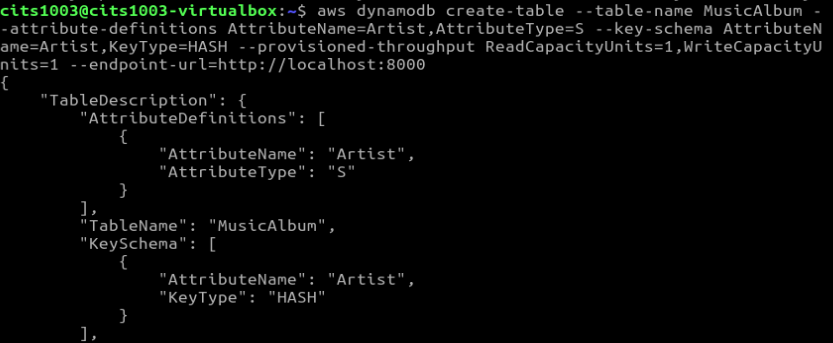 cits1003@cits1003-virtualbox:~$ aws dynamodb create-table --table-name MusicAlbum -
-attribute-definitions AttributeName=Artist,AttributeType=S --key-schema AttributeN
ame=Artist,KeyType=HASH --provisioned-throughput ReadCapacityUnits=1,WriteCapacityU
nits=1 --endpoint-url=http://localhost:8000
{
    "TableDescription": {
        "AttributeDefinitions": [
            {
                "AttributeName": "Artist",
                "AttributeType": "S"
            }
        ],
        "TableName": "MusicAlbum",
        "KeySchema": [
            {
                "AttributeName": "Artist",
                "KeyType": "HASH"
            }
        ],